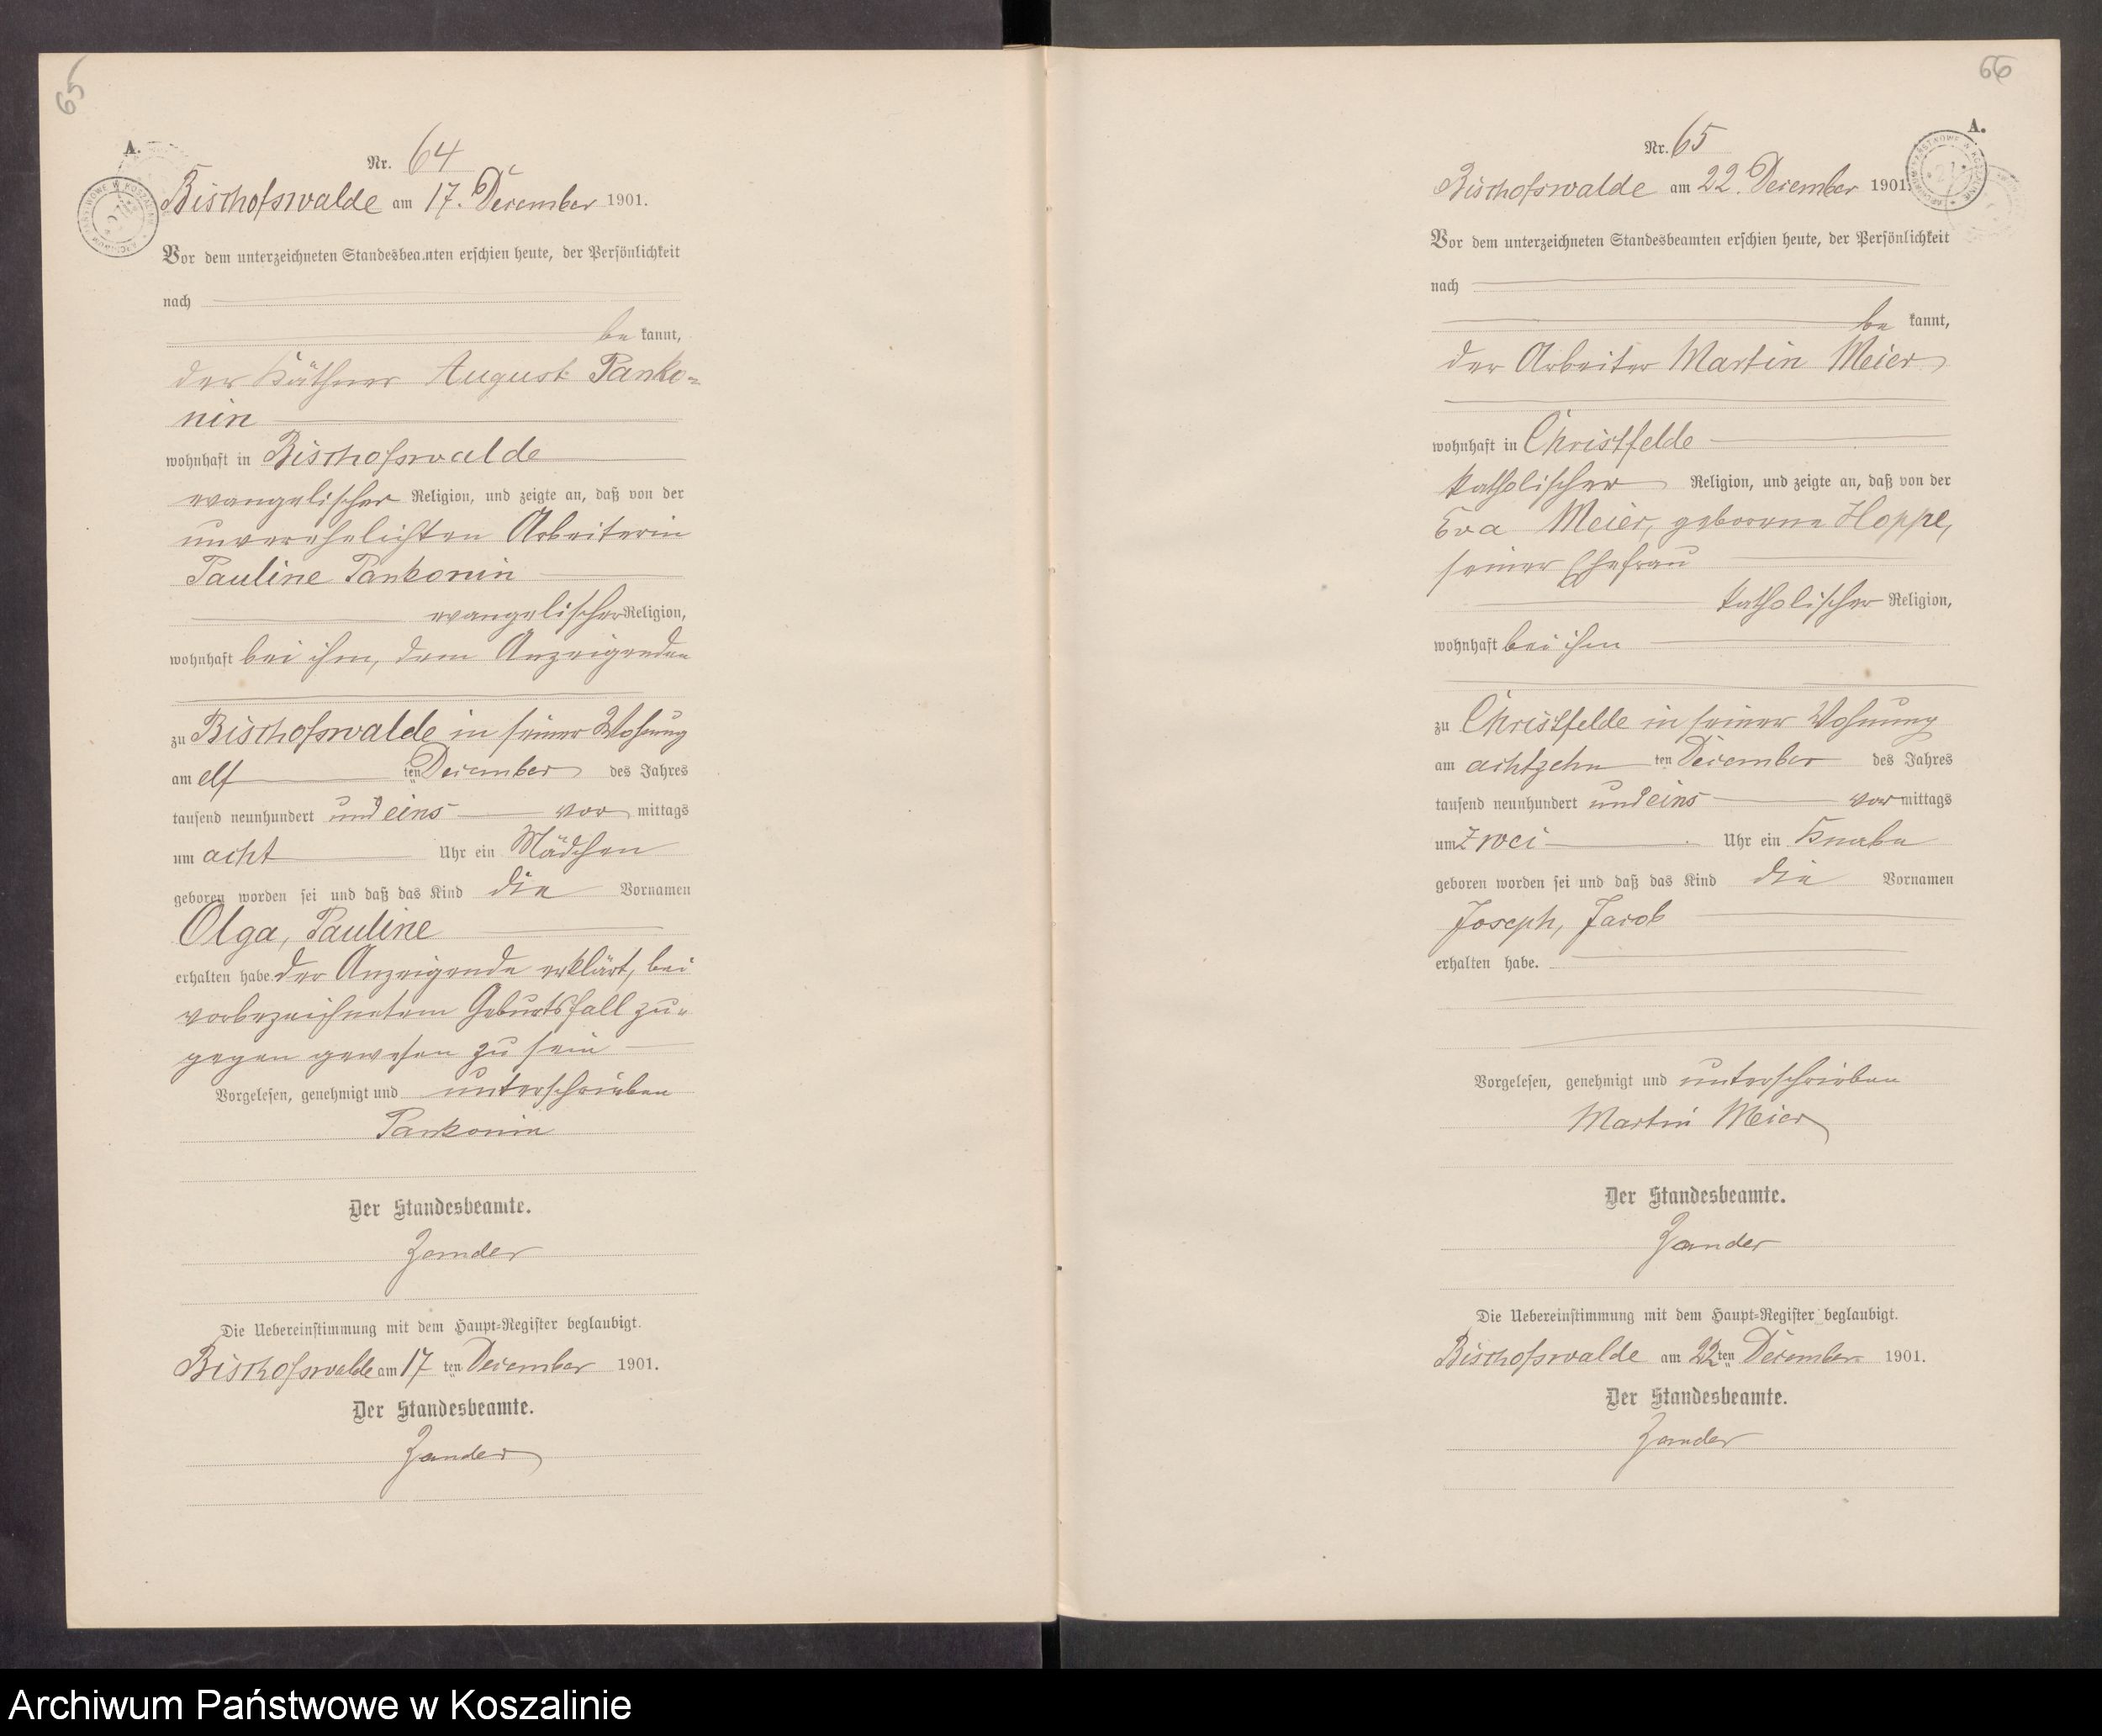 65
A.
Nr. 64
Bischofswalde am 17. December 1901.
Vor dem unterzeichneten Standesbeamten erschien heute, der Persönlichkeit
nach
be kannt,
der Käthner August Panko-
nin
wohnhaft in Bischofswalde
evangelischer Religion, und zeigte an, daß von der
unverehelichten Arbeiterin
Pauline Pankonin
evangelischer Religion,
wohnhaft bei ihm, dem Anzeigenden
zu Bischofswalde in seiner Wohnung
am elf ten December des Jahres
tausend neunhundert und eins vor mittags
um acht Uhr ein Mädchen
geboren worden sei und daß das Kind die Vornamen
Olga, Pauline
erhalten habe. der Anzeigende erklärt, bei
vorbezeichnetem Geburtsfall zu-
gegen gewesen zu sein
Vorgelesen, genehmigt und unterschrieben
Pankonin
Der Standesbeamte.
Zander
Die Uebereinstimmung mit dem Haupt-Register beglaubigt.
Bischofswalde am 17 ten December 1901.
Der Standesbeamte.
Zander
66
A.
Nr. 65
Bischofswalde am 22. December 1901.
Vor dem unterzeichneten Standesbeamten erschien heute, der Persönlichkeit
nach
be kannt,
der Arbeiter Martin Meier
wohnhaft in Christfelde
katholischer Religion, und zeigte an, daß von der
Eva Meier, geborene Hoppe,
seiner Ehefrau
katholischer Religion,
wohnhaft bei ihm
zu Christfelde in seiner Wohnung
am achtzehn ten December des Jahres
tausend neunhundert und eins vor mittags
um zwei Uhr ein Knabe
geboren worden sei und daß das Kind die Vornamen
Joseph, Jacob
erhalten habe.
Vorgelesen, genehmigt und unterschrieben
Martin Meier
Der Standesbeamte.
Zander
Die Uebereinstimmung mit dem Haupt-Register beglaubigt.
Bischofswalde am 22 ten December 1901.
Der Standesbeamte.
Zander
Archiwum Państwowe w Koszalinie